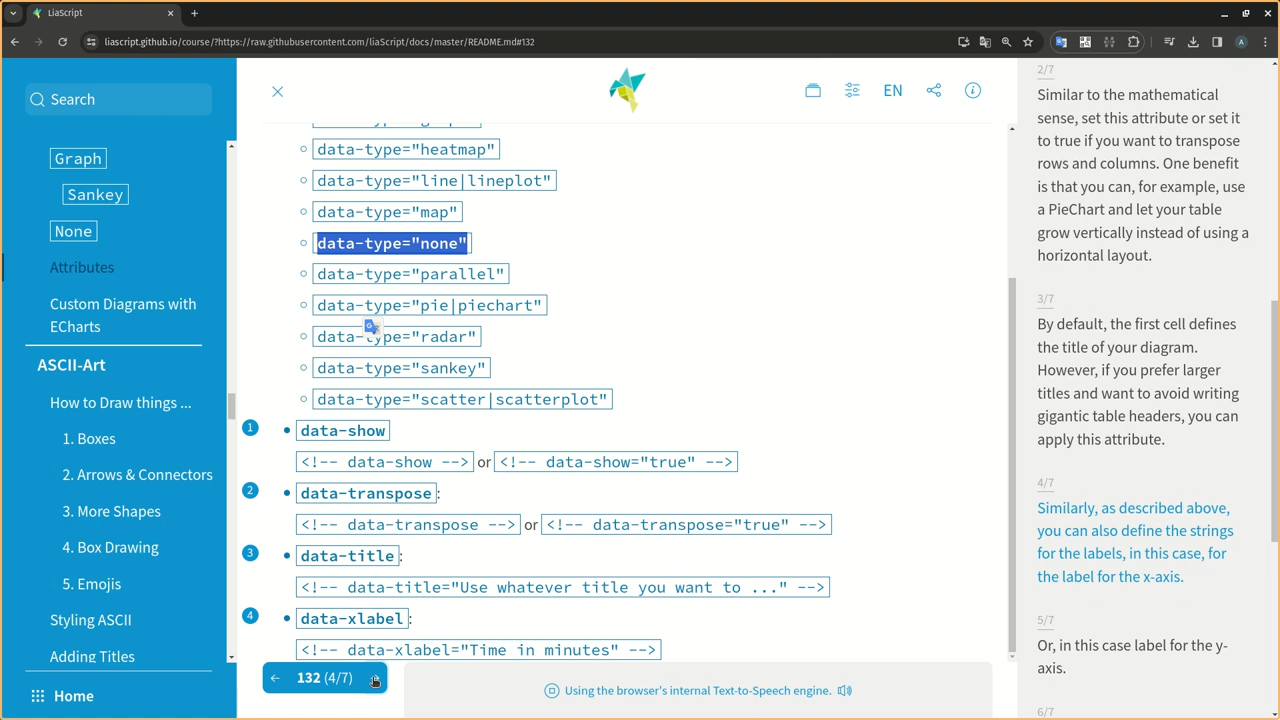 LiaScript
liascript.github.io/course/?https://raw.githubusercontent.com/liaScript/docs/master/README.md#132
A
Search
Graph
Sankey
None
Attributes
Custom Diagrams with
ECharts
ASCII-Art
How to Draw things ...
1. Boxes
2. Arrows & Connectors
3. More Shapes
4. Box Drawing
5. Emojis
Styling ASCII
Adding Titles
Home
EN
data-type="heatmap"
data-type="line|lineplot"
data-type="map"
data-type="none"
data-type="parallel"
data-type="pie|piechart"
data-type="radar"
data-type="sankey"
data-type="scatter|scatterplot"
1 data-show
<!-- data-show --> or <!-- data-show="true" -->
2 data-transpose:
<!-- data-transpose --> or <!-- data-transpose="true" -->
3 data-title:
<!-- data-title="Use whatever title you want to ..." -->
4 data-xlabel:
<!-- data-xlabel="Time in minutes" -->
132 (4/7)
Using the browser's internal Text-to-Speech engine.
2/7
Similar to the mathematical
sense, set this attribute or set it
to true if you want to transpose
rows and columns. One benefit
is that you can, for example, use
a PieChart and let your table
grow vertically instead of using a
horizontal layout.
3/7
By default, the first cell defines
the title of your diagram.
However, if you prefer larger
titles and want to avoid writing
gigantic table headers, you can
apply this attribute.
4/7
Similarly, as described above,
you can also define the strings
for the labels, in this case, for
the label for the x-axis.
5/7
Or, in this case label for the y-
axis.
6/7